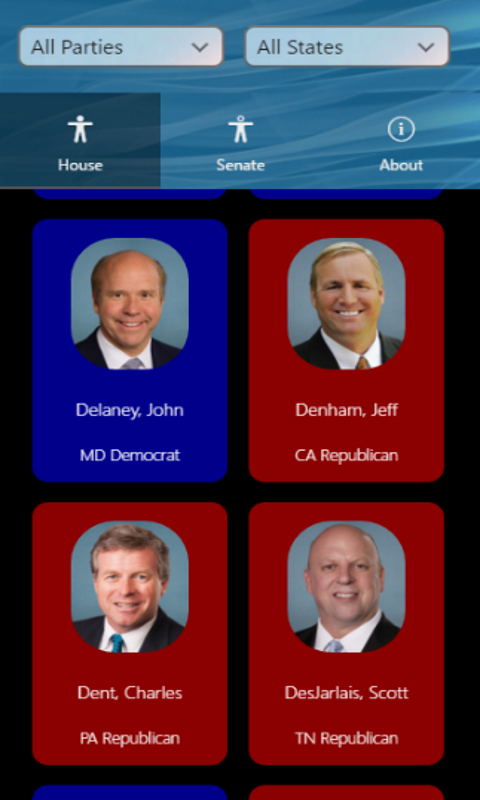 All Parties
All States
House
Senate
About
Delaney, John
Denham, Jeff
MD Democrat
CA Republican
Dent, Charles
DesJarlais, Scott
PA Republican
TN Republican